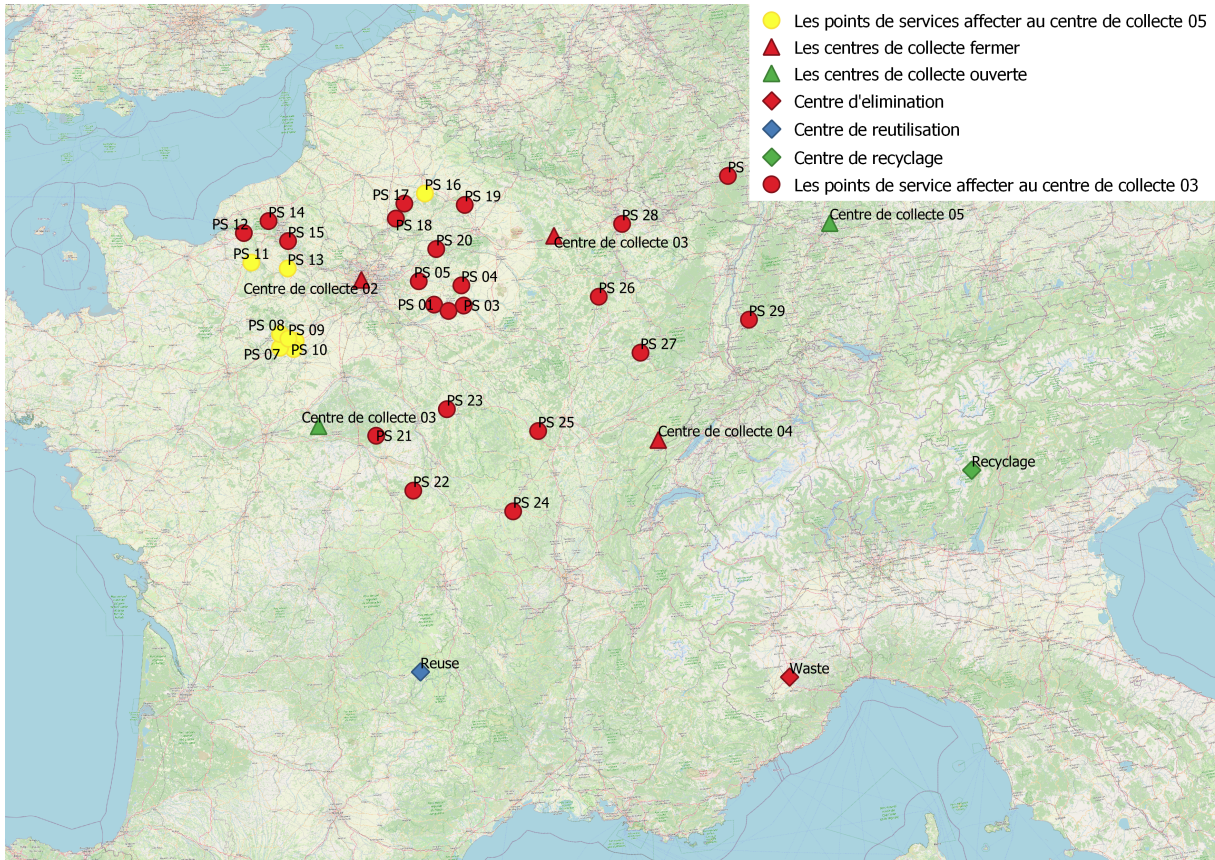 Les points de services affecter au centre de collecte 05
Les centres de collecte fermer
Les centres de collecte ouverte
Centre d'elimination
Centre de reutilisation
Centre de recyclage
Les points de service affecter au centre de collecte 03
PS
PS 16
PS 17
PS 19
PS 14
PS 12
PS 18
PS 28
Centre de collecte 05
PS 15
PS 20
Centre de collecte 03
PS 11
PS 13
PS 05
PS 04
Centre de collecte 02
PS 26
PS 01
PS 03
PS 29
PS 08
PS 09
PS 07
PS 10
PS 27
PS 23
Centre de collecte 03
PS 21
PS 25
Centre de collecte 04
Recyclage
PS 22
PS 24
Reuse
Waste